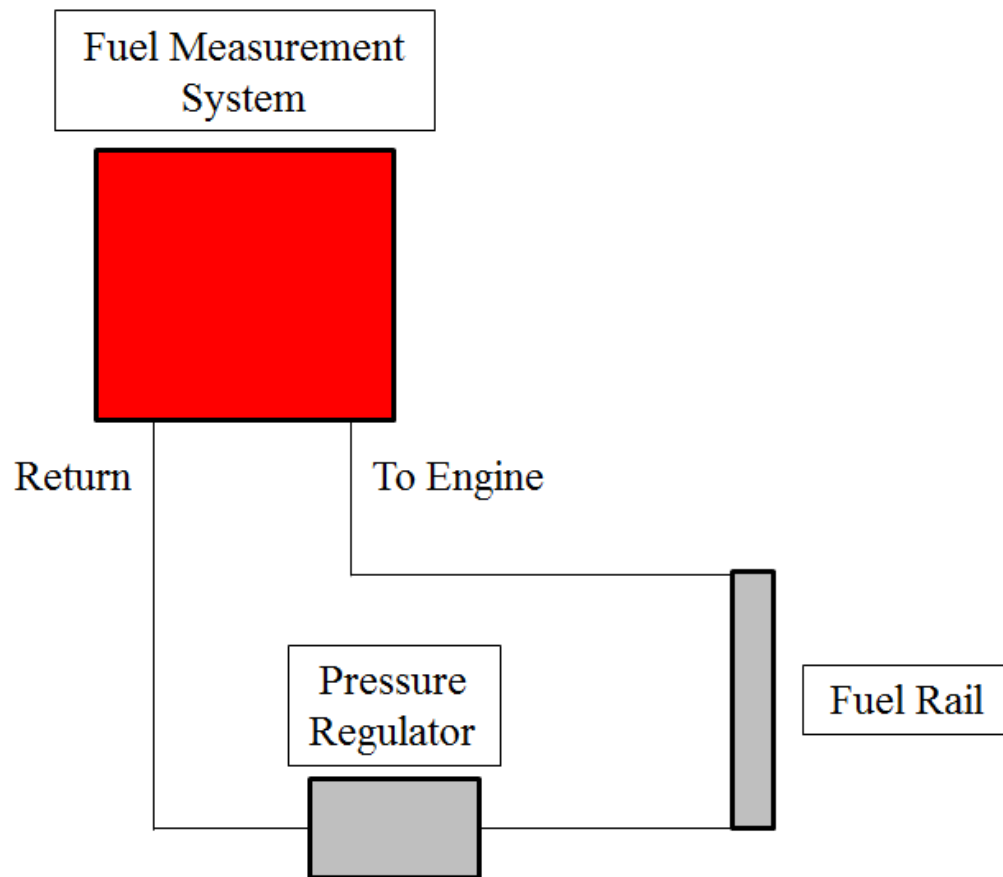 Fuel Measurement
System
Return
To Engine
Pressure
Regulator
Fuel Rail